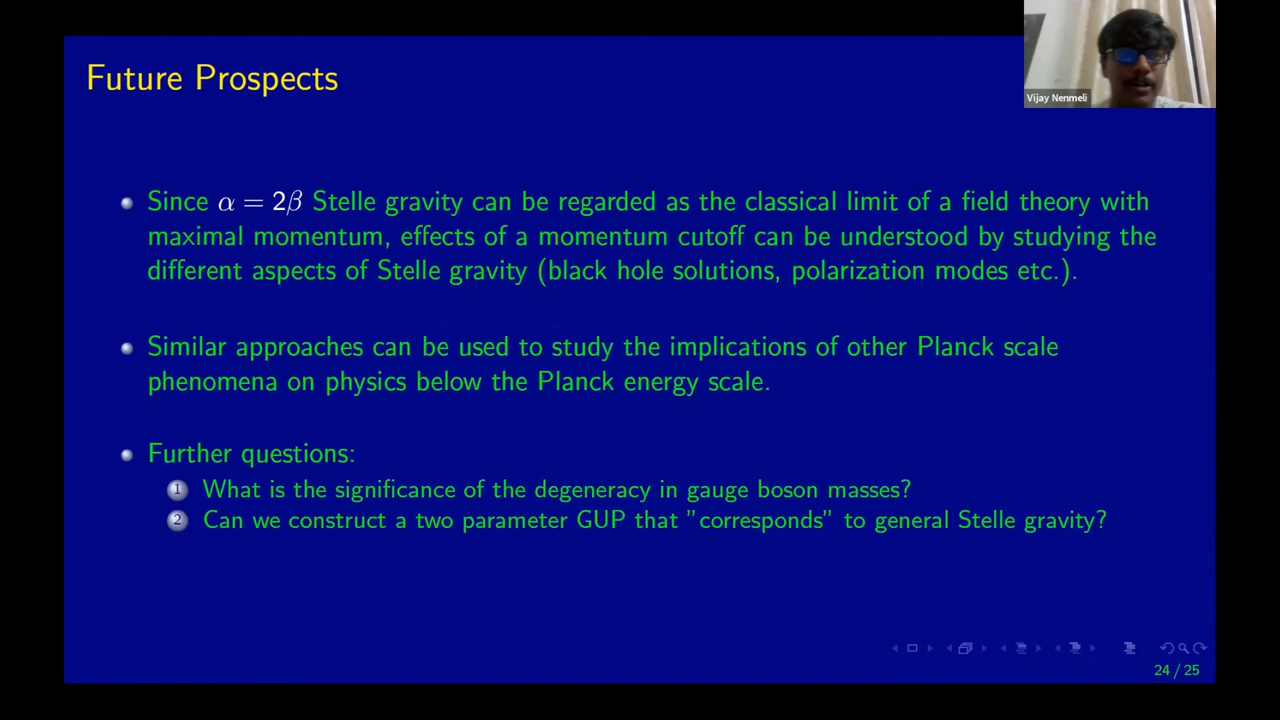 Future Prospects
Vijay Nenmeli
Since α = 2β Stelle gravity can be regarded as the classical limit of a field theory with
maximal momentum, effects of a momentum cutoff can be understood by studying the
different aspects of Stelle gravity (black hole solutions, polarization modes etc.).
Similar approaches can be used to study the implications of other Planck scale
phenomena on physics below the Planck energy scale.
Further questions:
1 What is the significance of the degeneracy in gauge boson masses?
2 Can we construct a two parameter GUP that ”corresponds” to general Stelle gravity?
24 / 25